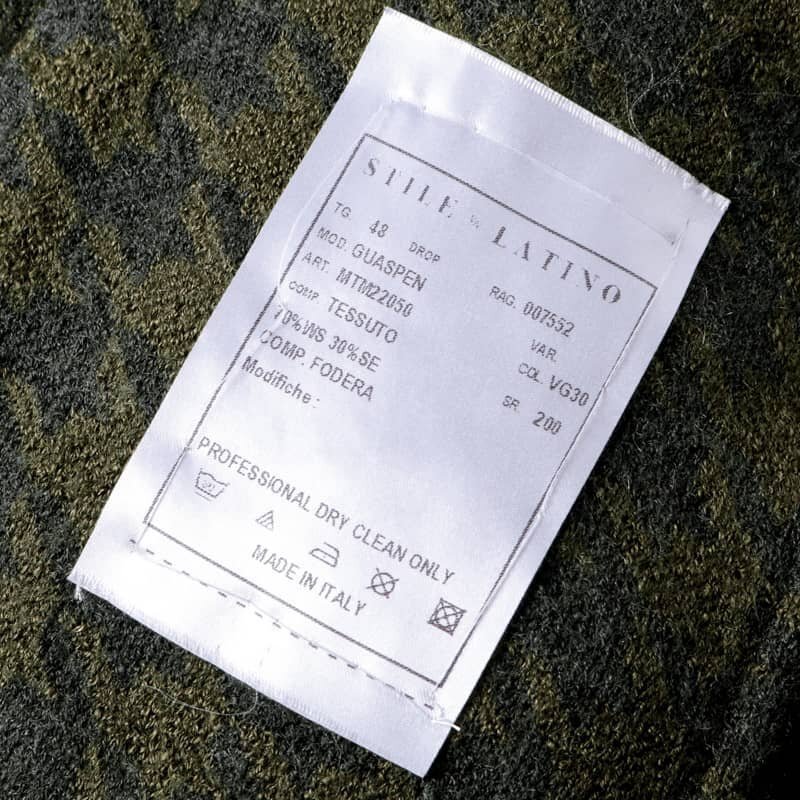 STILE LATINO
TG. 48 DROP RAG. 007552
MOD. GUASPEN VAR.
ART. MTM22050 COL. VG30
COMP. TESSUTO SR. 200
70%WS 30%SE
COMP. FODERA
Modifiche:
PROFESSIONAL DRY CLEAN ONLY
MADE IN ITALY